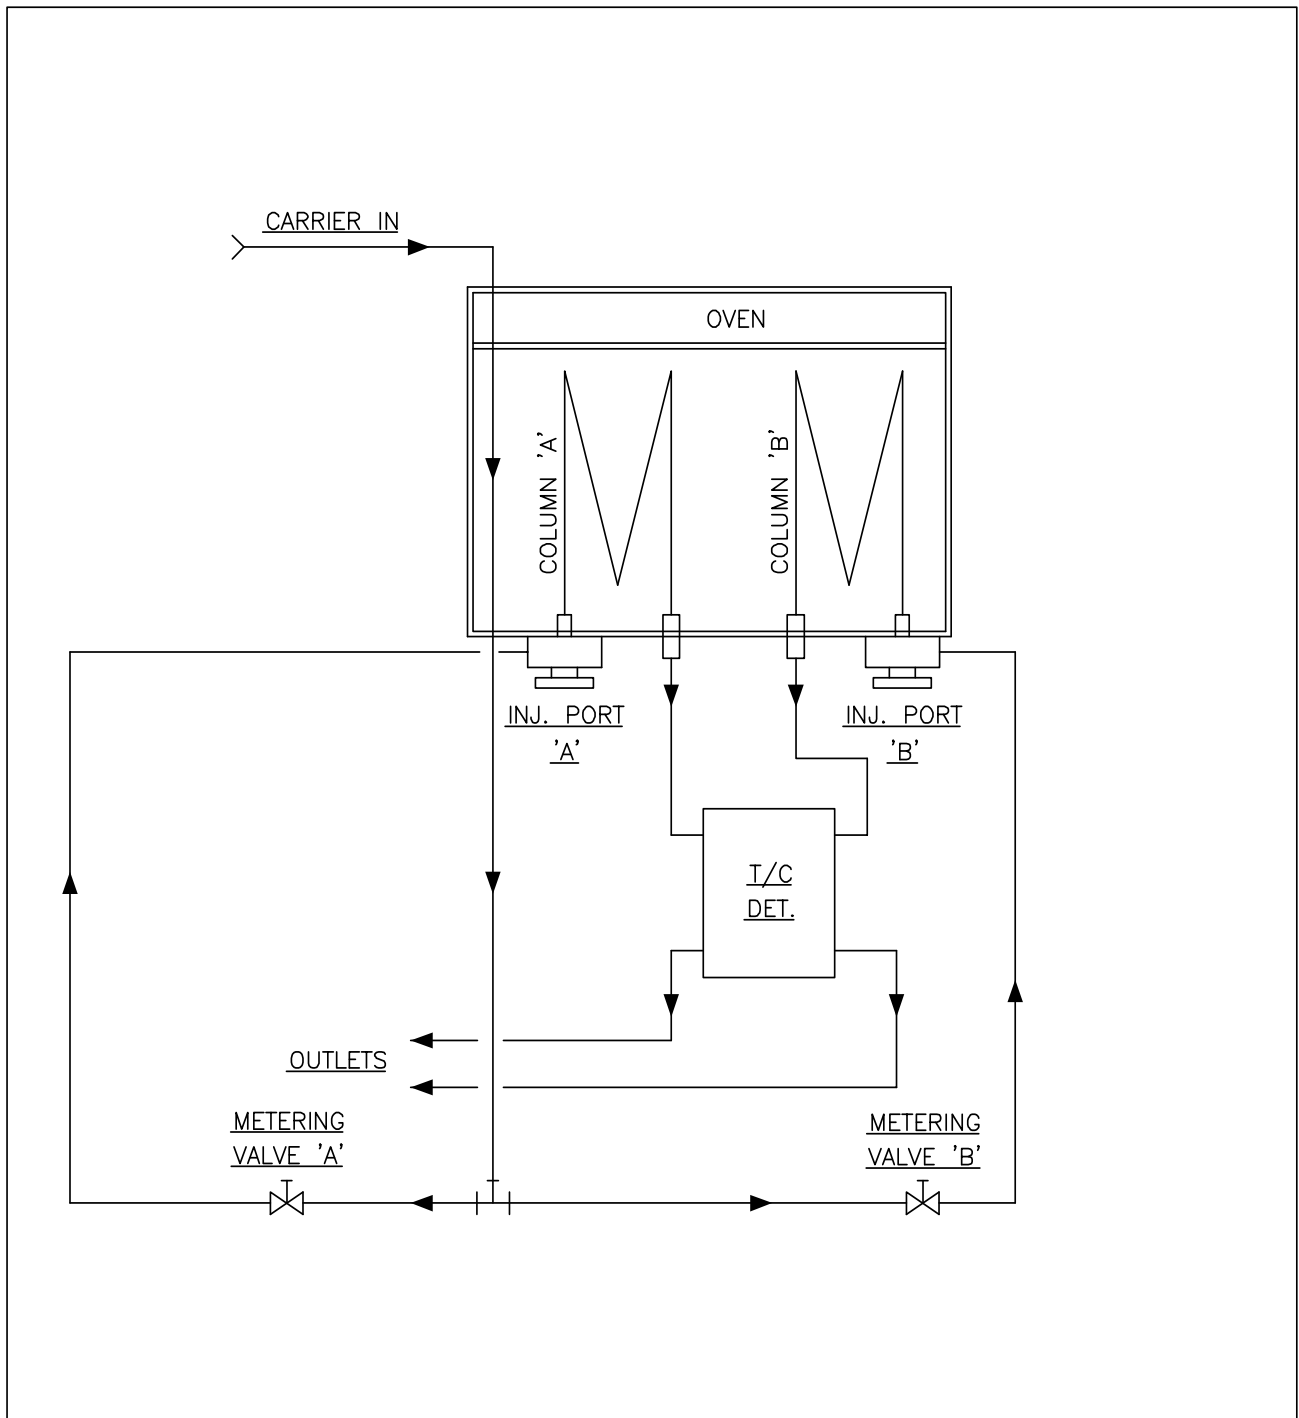 CARRIER IN
OVEN
COLUMN 'A'
COLUMN 'B'
INJ. PORT
'A'
INJ. PORT
'B'
T/C
DET.
OUTLETS
METERING
VALVE 'A'
METERING
VALVE 'B'